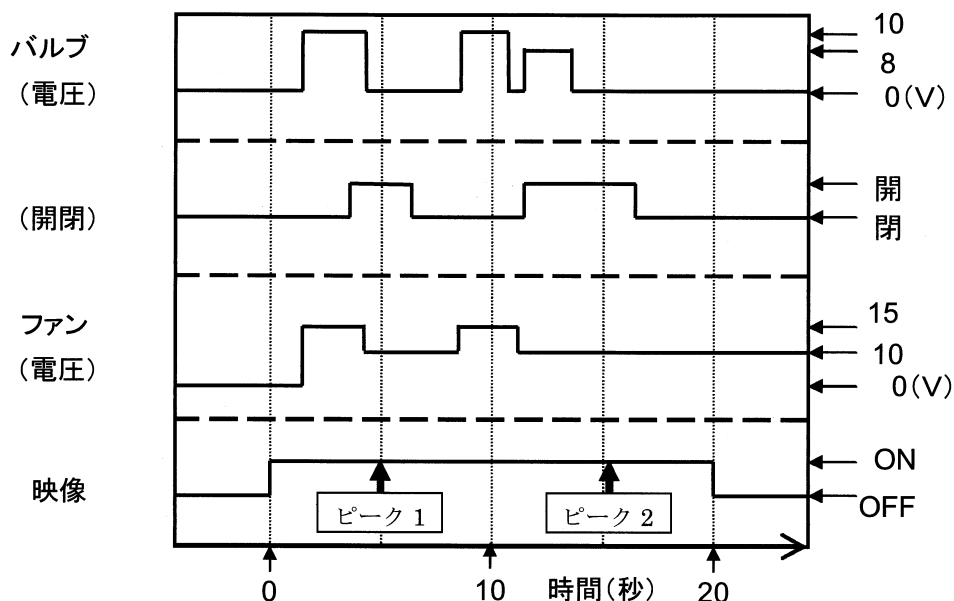 バルブ
(電圧)
10
8
0(V)
(開閉)
開
閉
ファン
(電圧)
15
10
0(V)
映像
ON
OFF
ピーク 1
ピーク 2
0
10
時間(秒)
20